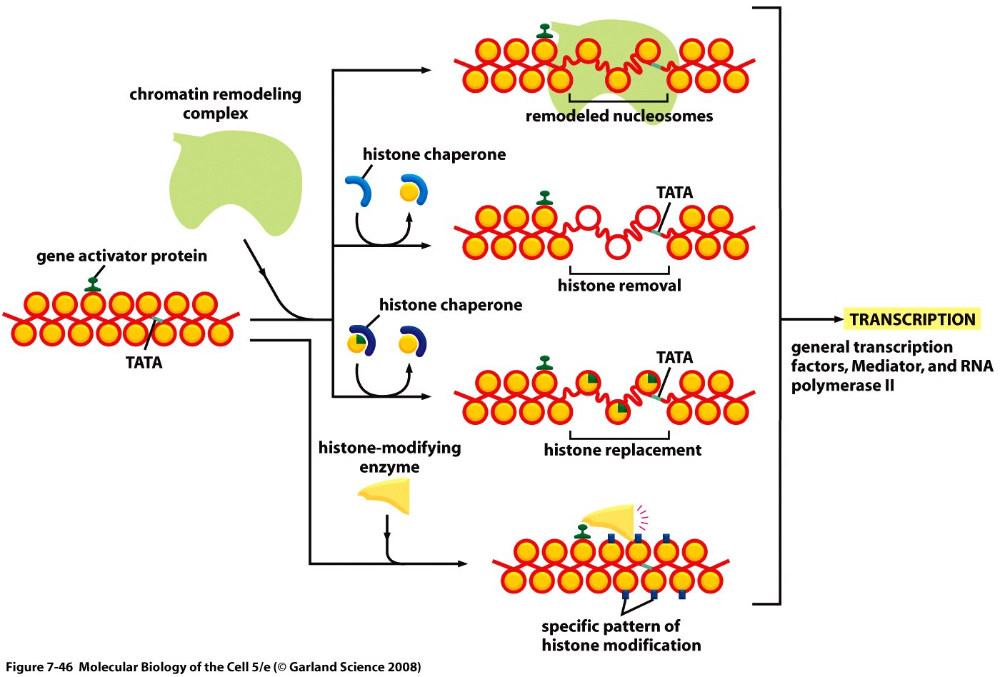 chromatin remodeling
complex
remodeled nucleosomes
histone chaperone
TATA
histone removal
gene activator protein
TATA
histone chaperone
TATA
histone replacement
TRANSCRIPTION
general transcription
factors, Mediator, and RNA
polymerase II
histone-modifying
enzyme
specific pattern of
histone modification
Figure 7-46 Molecular Biology of the Cell 5/e (© Garland Science 2008)